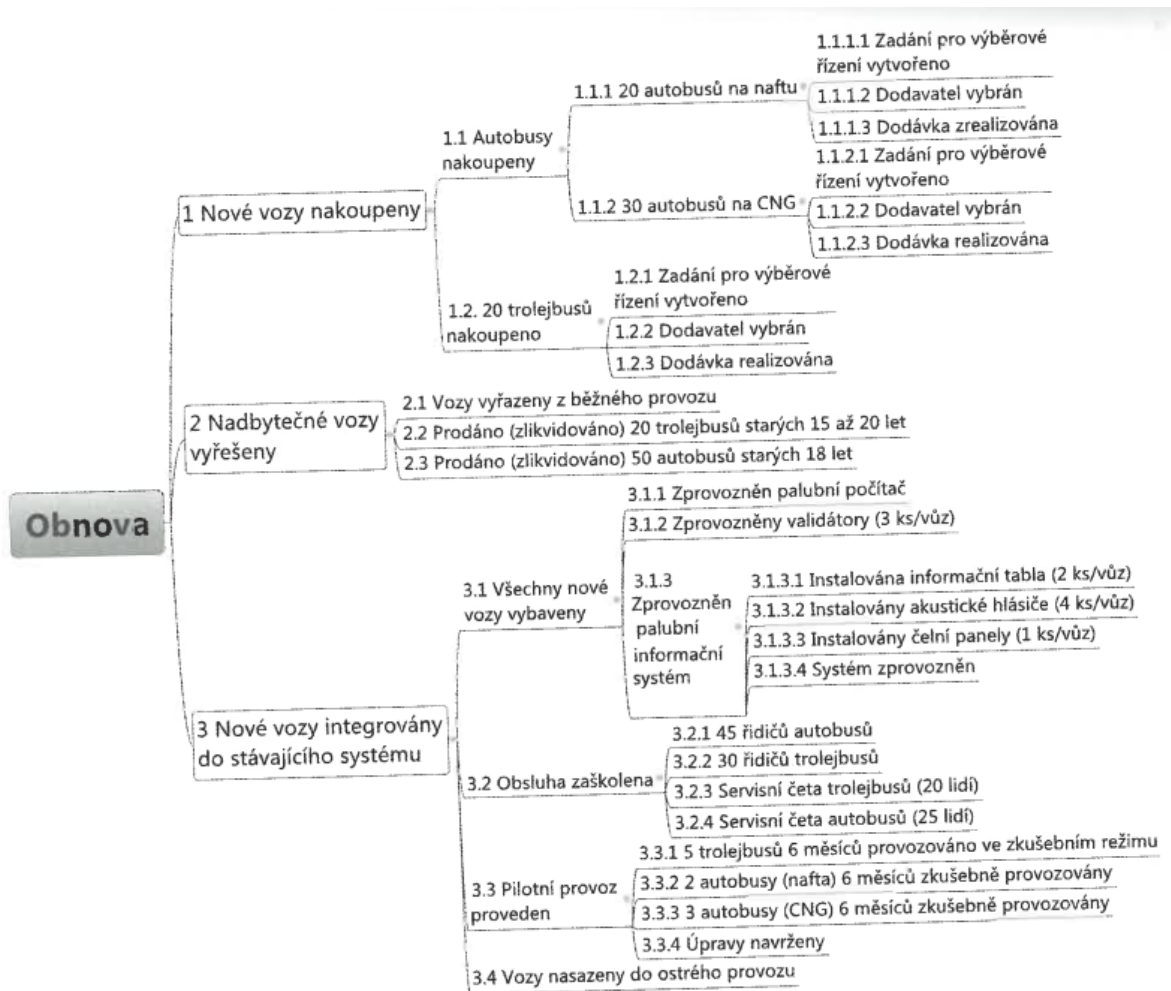 Obnova
1 Nové vozy nakoupeny
1.1 Autobusy
nakoupeny
1.1.1 20 autobusů na naftu
1.1.1.1 Zadání pro výběrové
řízení vytvořeno
1.1.1.2 Dodavatel vybrán
1.1.1.3 Dodávka zrealizována
1.1.2 30 autobusů na CNG
1.1.2.1 Zadání pro výběrové
řízení vytvořeno
1.1.2.2 Dodavatel vybrán
1.1.2.3 Dodávka realizována
1.2. 20 trolejbusů
nakoupeno
1.2.1 Zadání pro výběrové
řízení vytvořeno
1.2.2 Dodavatel vybrán
1.2.3 Dodávka realizována
2 Nadbytečné vozy
vyřešeny
2.1 Vozy vyřazeny z běžného provozu
2.2 Prodáno (zlikvidováno) 20 trolejbusů starých 15 až 20 let
2.3 Prodáno (zlikvidováno) 50 autobusů starých 18 let
3 Nové vozy integrovány
do stávajícího systému
3.1 Všechny nové
vozy vybaveny
3.1.1 Zprovozněn palubní počítač
3.1.2 Zprovozněny validátory (3 ks/vůz)
3.1.3
Zprovozněn
palubní
informační
systém
3.1.3.1 Instalována informační tabla (2 ks/vůz)
3.1.3.2 Instalovány akustické hlásiče (4 ks/vůz)
3.1.3.3 Instalovány čelní panely (1 ks/vůz)
3.1.3.4 Systém zprovozněn
3.2 Obsluha zaškolena
3.2.1 45 řidičů autobusů
3.2.2 30 řidičů trolejbusů
3.2.3 Servisní četa trolejbusů (20 lidí)
3.2.4 Servisní četa autobusů (25 lidí)
3.3 Pilotní provoz
proveden
3.3.1 5 trolejbusů 6 měsíců provozováno ve zkušebním režimu
3.3.2 2 autobusy (nafta) 6 měsíců zkušebně provozovány
3.3.3 3 autobusy (CNG) 6 měsíců zkušebně provozovány
3.3.4 Úpravy navrženy
3.4 Vozy nasazeny do ostrého provozu